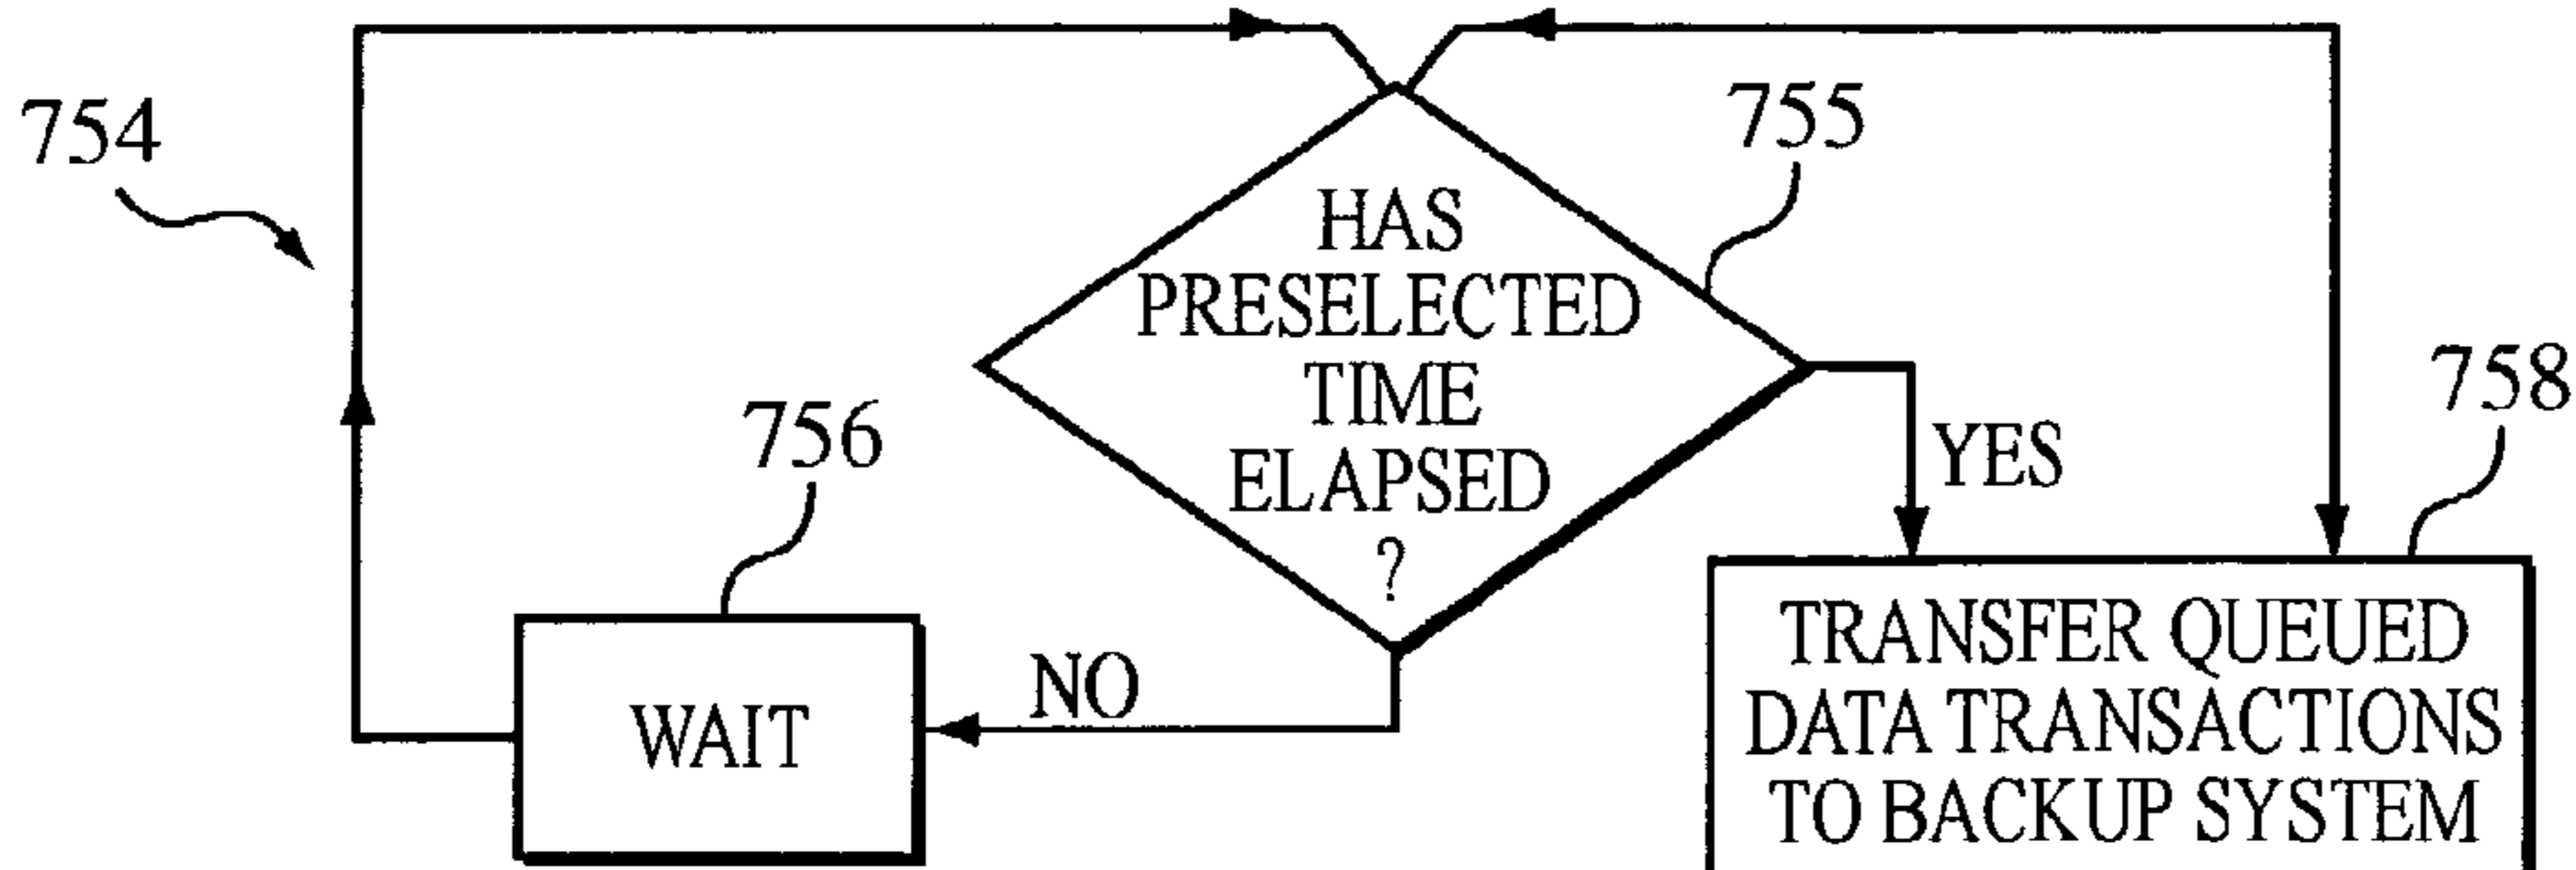 754
755
HAS
PRESELECTED
TIME
ELAPSED
?
YES
758
756
NO
WAIT
TRANSFER QUEUED
DATA TRANSACTIONS
TO BACKUP SYSTEM